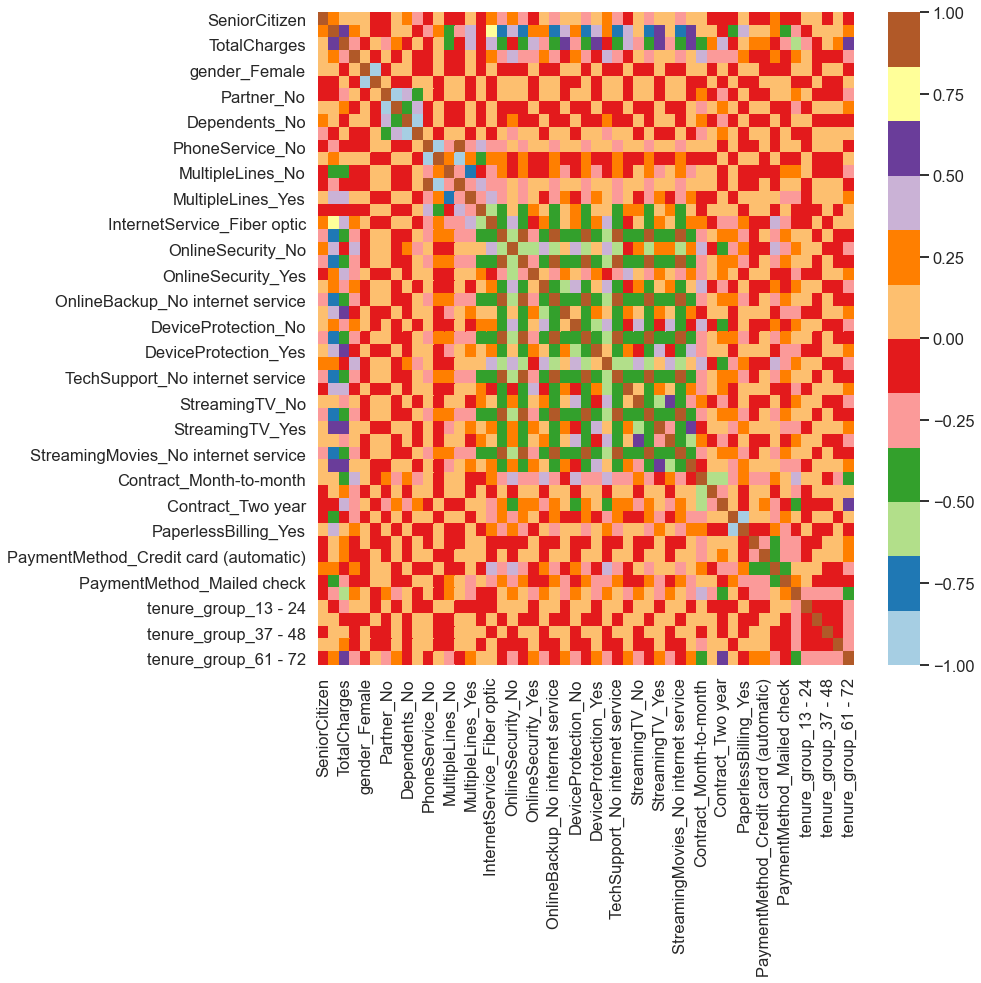 SeniorCitizen
TotalCharges
gender_Female
Partner_No
Dependents_No
PhoneService_No
MultipleLines_No
MultipleLines_Yes
InternetService_Fiber optic
OnlineSecurity_No
OnlineSecurity_Yes
OnlineBackup_No internet service
DeviceProtection_No
DeviceProtection_Yes
TechSupport_No internet service
StreamingTV_No
StreamingTV_Yes
StreamingMovies_No internet service
Contract_Month-to-month
Contract_Two year
PaperlessBilling_Yes
PaymentMethod_Credit card (automatic)
PaymentMethod_Mailed check
tenure_group_13 - 24
tenure_group_37 - 48
tenure_group_61 - 72
SeniorCitizen
TotalCharges
gender_Female
Partner_No
Dependents_No
PhoneService_No
MultipleLines_No
MultipleLines_Yes
InternetService_Fiber optic
OnlineSecurity_No
OnlineSecurity_Yes
OnlineBackup_No internet service
DeviceProtection_No
DeviceProtection_Yes
TechSupport_No internet service
StreamingTV_No
StreamingTV_Yes
StreamingMovies_No internet service
Contract_Month-to-month
Contract_Two year
PaperlessBilling_Yes
PaymentMethod_Credit card (automatic)
PaymentMethod_Mailed check
tenure_group_13 - 24
tenure_group_37 - 48
tenure_group_61 - 72
1.00
0.75
0.50
0.25
0.00
−0.25
−0.50
−0.75
−1.00